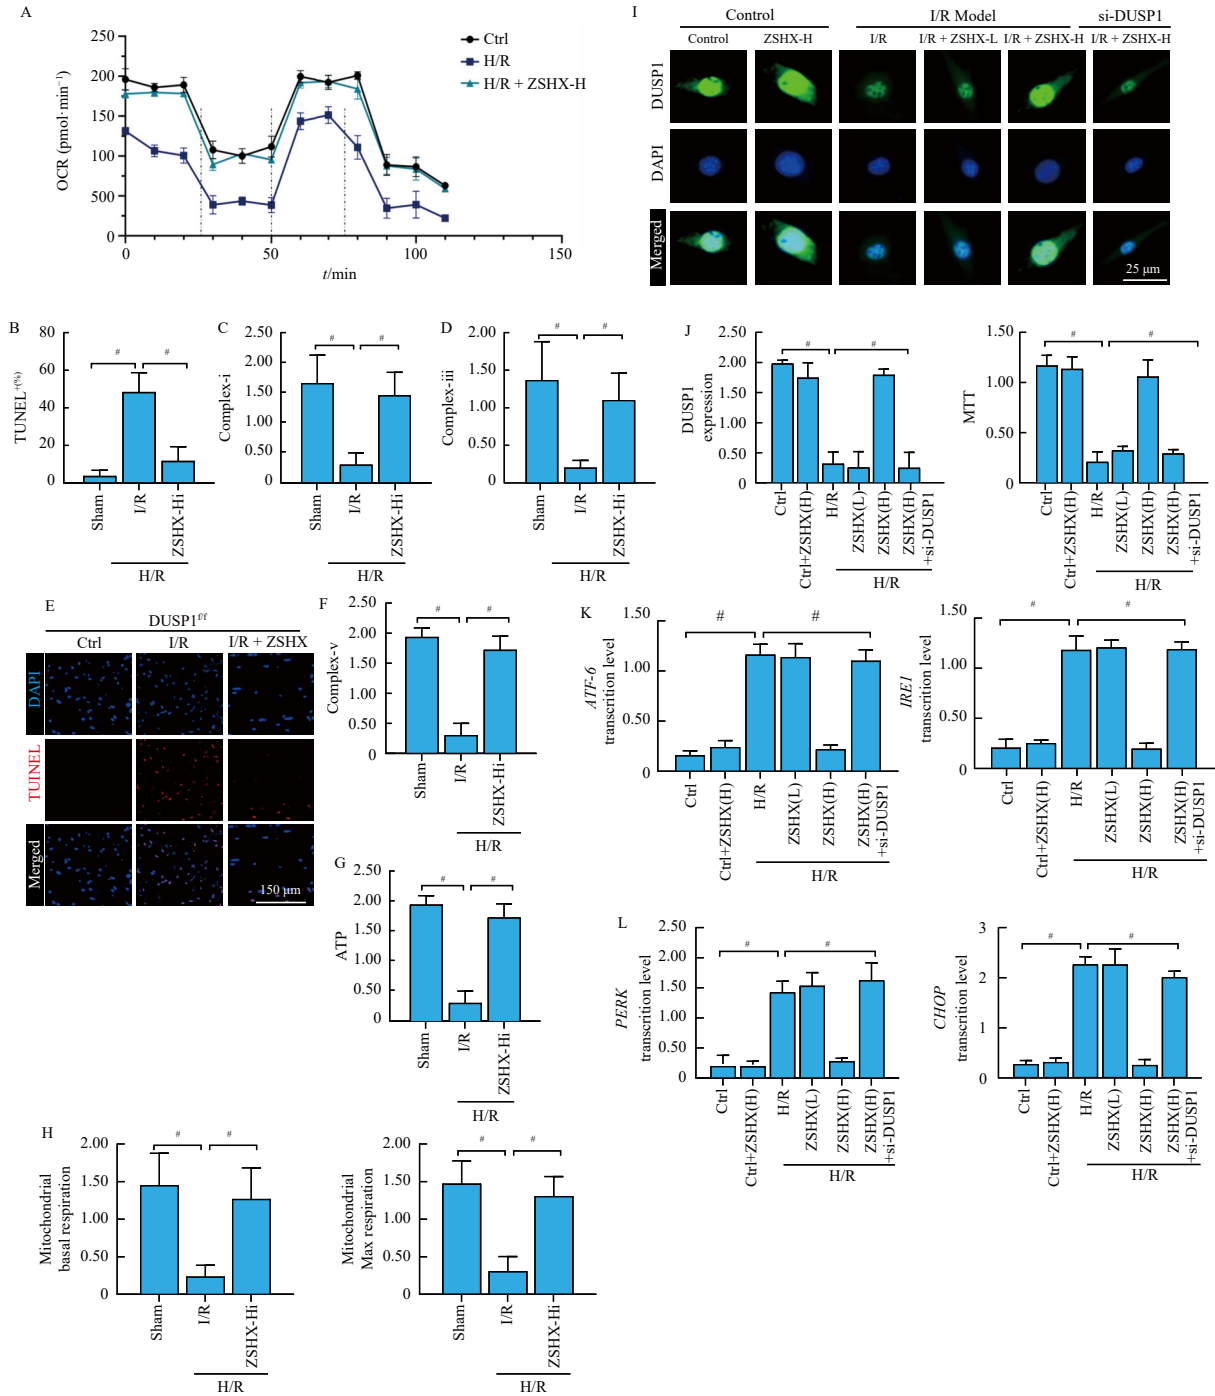 A
OCR (pmol·min⁻¹)
250
200
150
100
500
0
0
50
100
150
t/min
Ctrl
H/R
H/R + ZSHX-H
I
Control
I/R Model
si-DUSP1
Control
ZSHX-H
I/R
I/R + ZSHX-L
I/R + ZSHX-H
I/R + ZSHX-H
DUSP1
DAPI
Merged
25 μm
B
TUNEL⁺⁽%⁾
80
60
40
20
0
#
#
Sham
I/R
ZSHX-Hi
H/R
C
Complex-i
2.50
2.00
1.50
1.00
0.50
0
#
#
Sham
I/R
ZSHX-Hi
H/R
D
Complex-iii
2.00
1.50
1.00
0.50
0
#
#
Sham
I/R
ZSHX-Hi
H/R
J
DUSP1
expression
2.50
2.00
1.50
1.00
0.50
0
#
#
Ctrl
Ctrl+ZSHX(H)
H/R
ZSHX(L)
ZSHX(H)
ZSHX(H)
+si-DUSP1
H/R
MTT
1.50
1.00
0.50
0
#
#
Ctrl
Ctrl+ZSHX(H)
H/R
ZSHX(L)
ZSHX(H)
ZSHX(H)
+si-DUSP1
H/R
E
DUSP1f/f
Ctrl
I/R
I/R + ZSHX
DAPI
TUINEL
Merged
150 μm
F
Complex-v
2.50
2.00
1.50
1.00
0.50
0
#
#
Sham
I/R
ZSHX-Hi
H/R
G
ATP
2.50
2.00
1.50
1.00
0.50
0
#
#
Sham
I/R
ZSHX-Hi
H/R
K
ATF-6
transcrition level
1.50
1.00
0.50
0
#
#
Ctrl
Ctrl+ZSHX(H)
H/R
ZSHX(L)
ZSHX(H)
ZSHX(H)
+si-DUSP1
H/R
IRE1
transcrition level
1.50
1.00
0.50
0
#
#
Ctrl
Ctrl+ZSHX(H)
H/R
ZSHX(L)
ZSHX(H)
ZSHX(H)
+si-DUSP1
H/R
L
PERK
transcrition level
2.50
2.00
1.50
1.00
0.50
0
#
#
Ctrl
Ctrl+ZSHX(H)
H/R
ZSHX(L)
ZSHX(H)
ZSHX(H)
+si-DUSP1
H/R
CHOP
transcrition level
3
2
1
0
#
#
Ctrl
Ctrl+ZSHX(H)
H/R
ZSHX(L)
ZSHX(H)
ZSHX(H)
+si-DUSP1
H/R
H
Mitochondrial
basal respiration
2.00
1.50
1.00
0.50
0
#
#
Sham
I/R
ZSHX-Hi
H/R
Mitochondrial
Max respiration
2.00
1.50
1.00
0.50
0
#
#
Sham
I/R
ZSHX-Hi
H/R